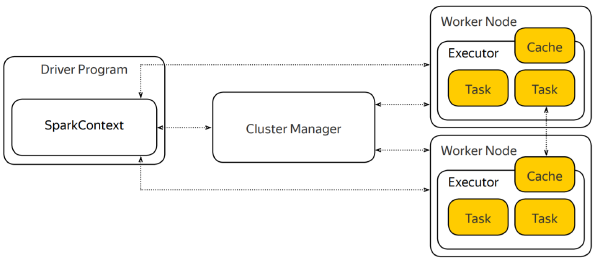 Driver Program
SparkContext
Cluster Manager
Worker Node
Executor
Cache
Task
Task
Worker Node
Executor
Cache
Task
Task